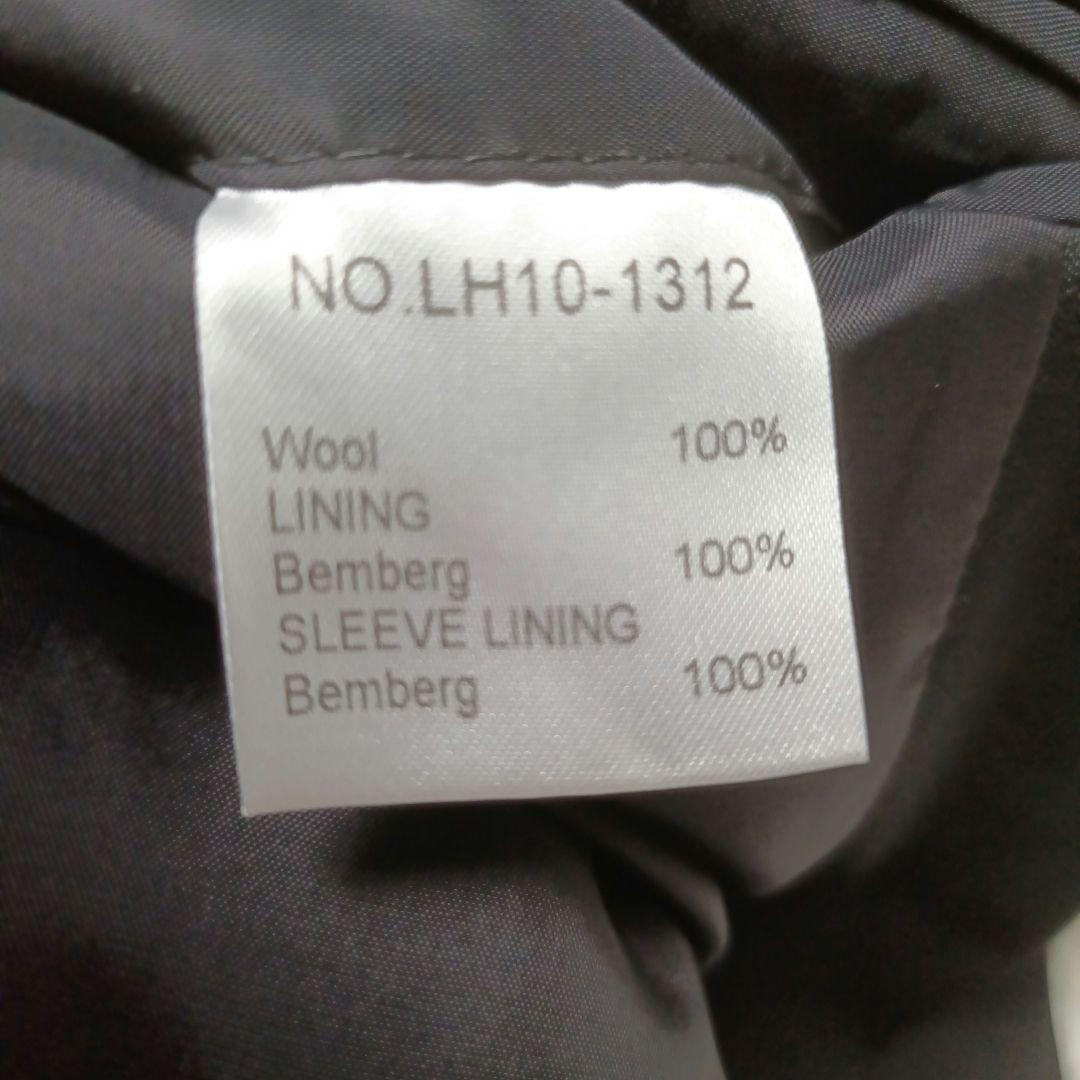 NO.LH10-1312
Wool 100%
LINING
Bemberg 100%
SLEEVE LINING
Bemberg 100%